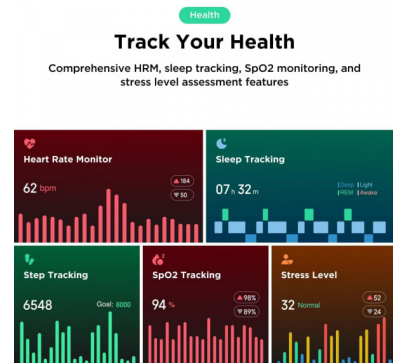 Health
Track Your Health
Comprehensive HRM, sleep tracking, SpO2 monitoring, and
stress level assessment features
Heart Rate Monitor
62 bpm
▲184
▼50
Sleep Tracking
07h 32m
Deep Light
REM Awake
Step Tracking
6548
Goal: 8000
SpO2 Tracking
94 %
▲98%
▼89%
Stress Level
32 Normal
▲52
▼24